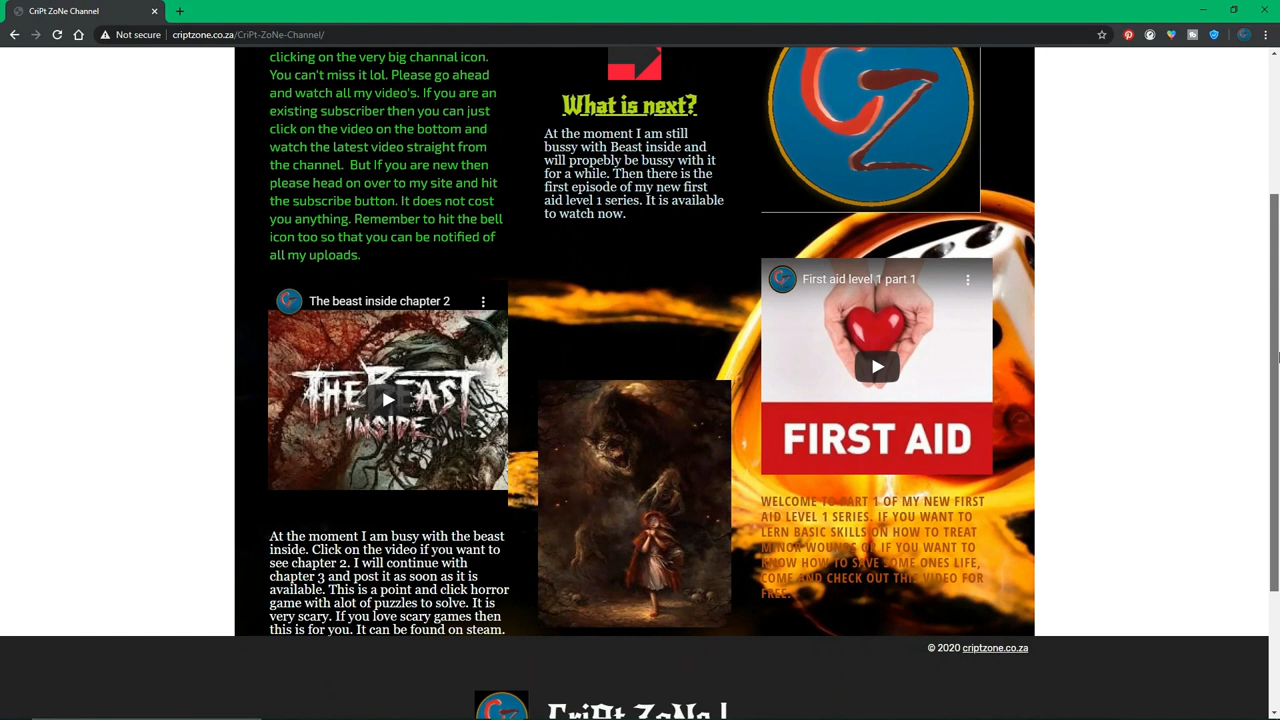 CriPt ZoNe Channel
Not secure
criptzone.co.za/CriPt-ZoNe-Channel/
clicking on the very big channal icon.
You can't miss it lol. Please go ahead
and watch all my video's. If you are an
existing subscriber then you can just
click on the video on the bottom and
watch the latest video straight from
the channel.  But If you are new then
please head on over to my site and hit
the subscribe button. It does not cost
you anything. Remember to hit the bell
icon too so that you can be notified of
all my uploads.
The beast inside chapter 2
THE BEAST
INSIDE
At the moment I am busy with the beast
inside. Click on the video if you want to
see chapter 2. I will continue with
chapter 3 and post it as soon as it is
available. This is a point and click horror
game with alot of puzzles to solve. It is
very scary. If you love scary games then
this is for you. It can be found on steam.
What is next?
At the moment I am still
bussy with Beast inside and
will propebly be bussy with it
for a while. Then there is the
first episode of my new first
aid level 1 series. It is available
to watch now.
CZ
First aid level 1 part 1
FIRST AID
WELCOME TO PART 1 OF MY NEW FIRST
AID LEVEL 1 SERIES. IF YOU WANT TO
LERN BASIC SKILLS ON HOW TO TREAT
MINOR WOUNDS OR IF YOU WANT TO
KNOW HOW TO SAVE SOME ONES LIFE,
COME AND CHECK OUT THIS VIDEO FOR
FREE.
© 2020 criptzone.co.za
CriPt ZoNe |